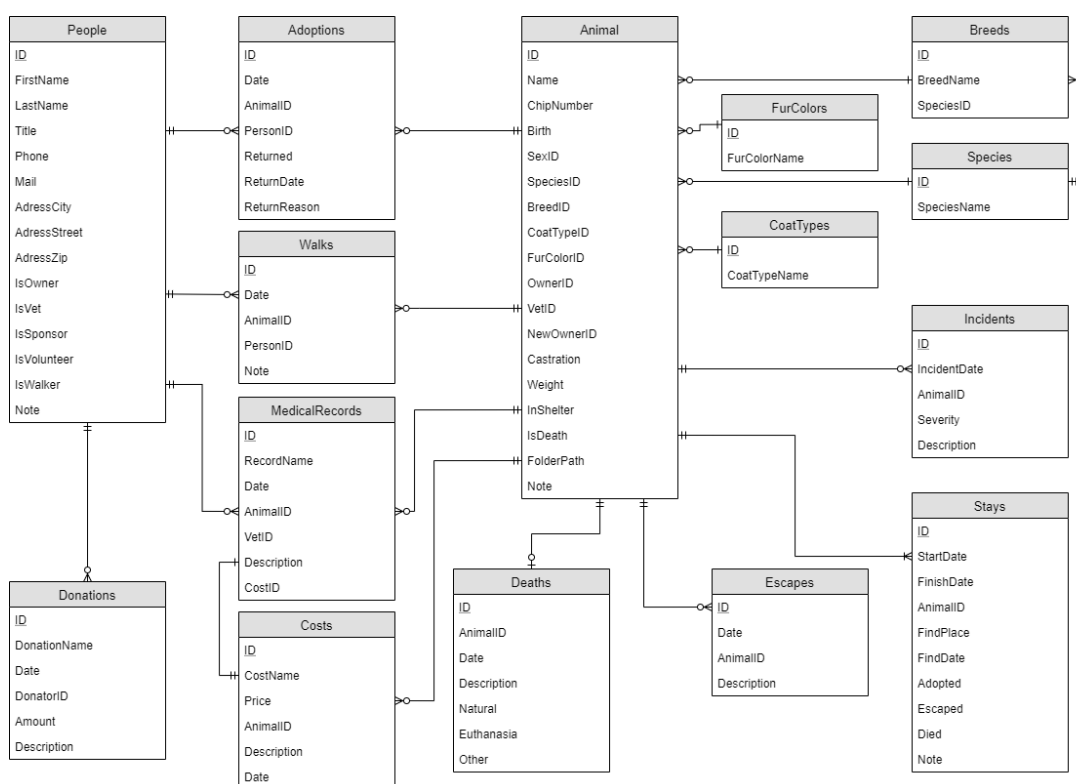 People
ID
FirstName
LastName
Title
Phone
Mail
AdressCity
AdressStreet
AdressZip
IsOwner
IsVet
IsSponsor
IsVolunteer
IsWalker
Note
Donations
ID
DonationName
Date
DonatorID
Amount
Description
Adoptions
ID
Date
AnimalID
PersonID
Returned
ReturnDate
ReturnReason
Walks
ID
Date
AnimalID
PersonID
Note
MedicalRecords
ID
RecordName
Date
AnimalID
VetID
Description
CostID
Costs
ID
CostName
Price
AnimalID
Description
Date
Animal
ID
Name
ChipNumber
Birth
SexID
SpeciesID
BreedID
CoatTypeID
FurColorID
OwnerID
VetID
NewOwnerID
Castration
Weight
InShelter
IsDeath
FolderPath
Note
Deaths
ID
AnimalID
Date
Description
Natural
Euthanasia
Other
FurColors
ID
FurColorName
CoatTypes
ID
CoatTypeName
Escapes
ID
Date
AnimalID
Description
Breeds
ID
BreedName
SpeciesID
Species
ID
SpeciesName
Incidents
ID
IncidentDate
AnimalID
Severity
Description
Stays
ID
StartDate
FinishDate
AnimalID
FindPlace
FindDate
Adopted
Escaped
Died
Note